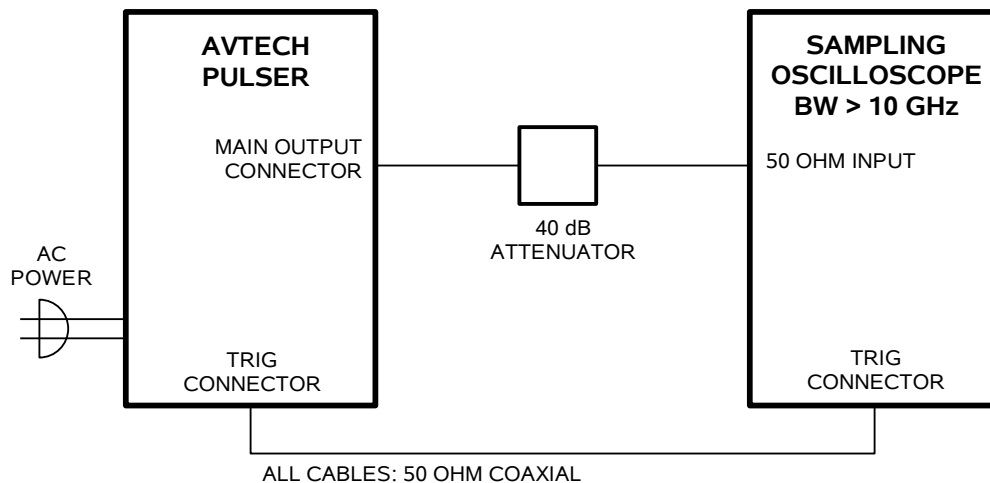 AVTECH
PULSER
MAIN OUTPUT
CONNECTOR
AC
POWER
TRIG
CONNECTOR
40 dB
ATTENUATOR
SAMPLING
OSCILLOSCOPE
BW > 10 GHz
50 OHM INPUT
TRIG
CONNECTOR
ALL CABLES: 50 OHM COAXIAL